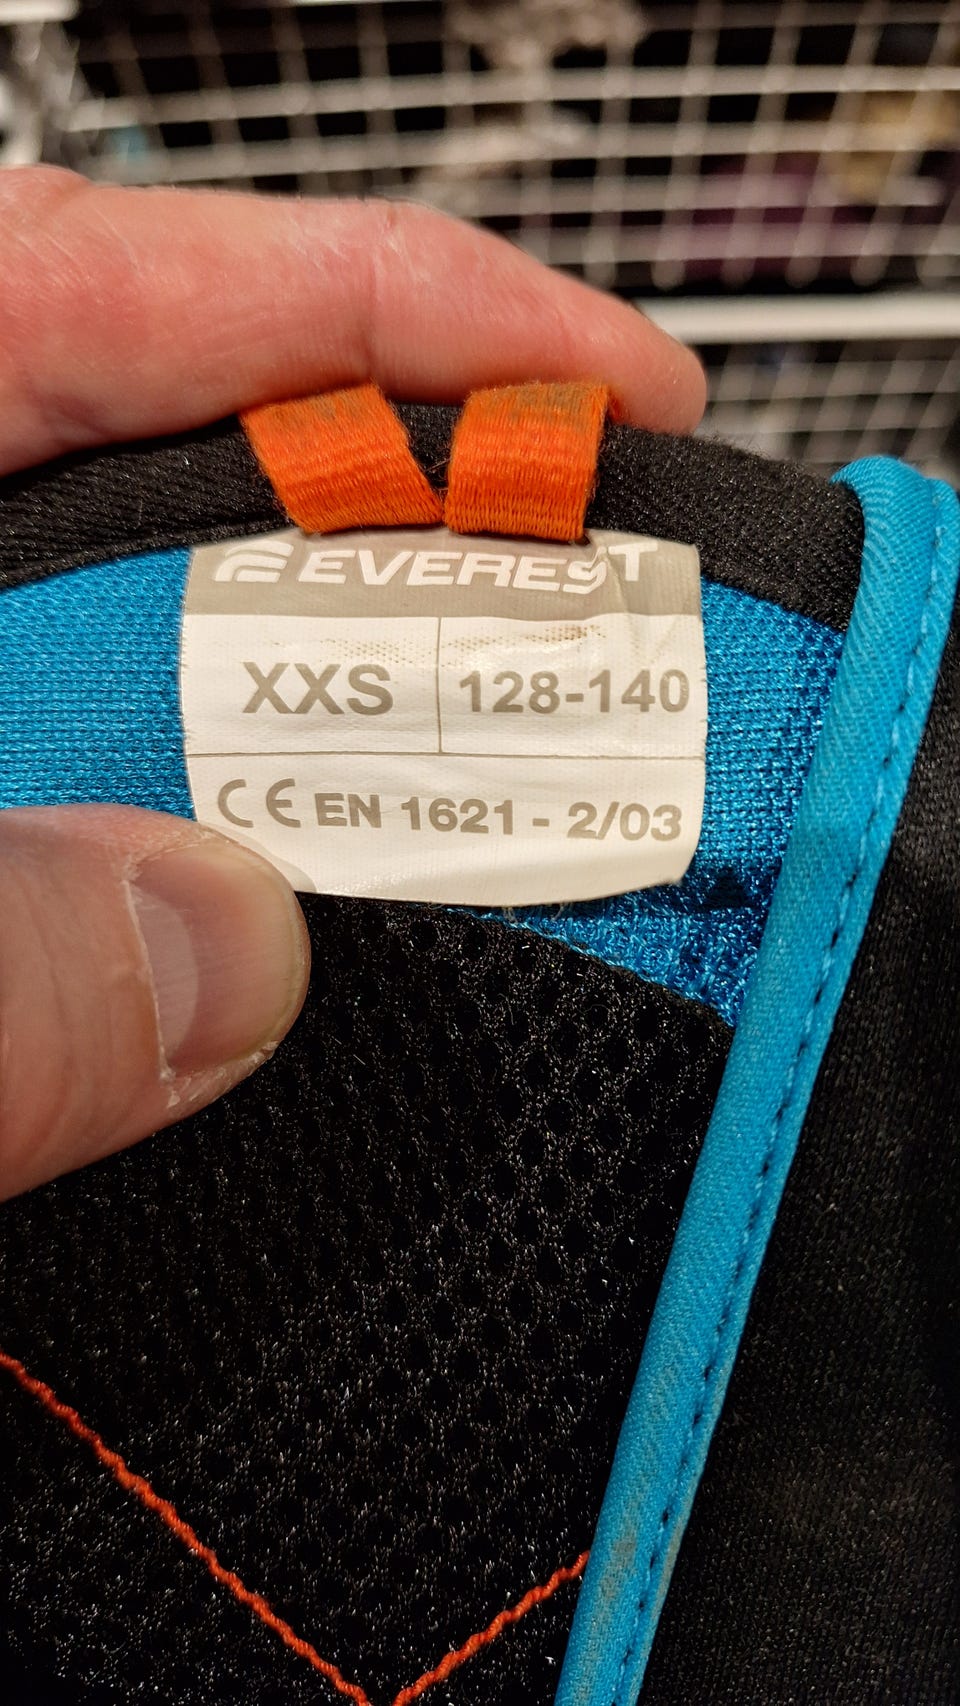 EVEREST
XXS 128-140
CE EN 1621 - 2/03